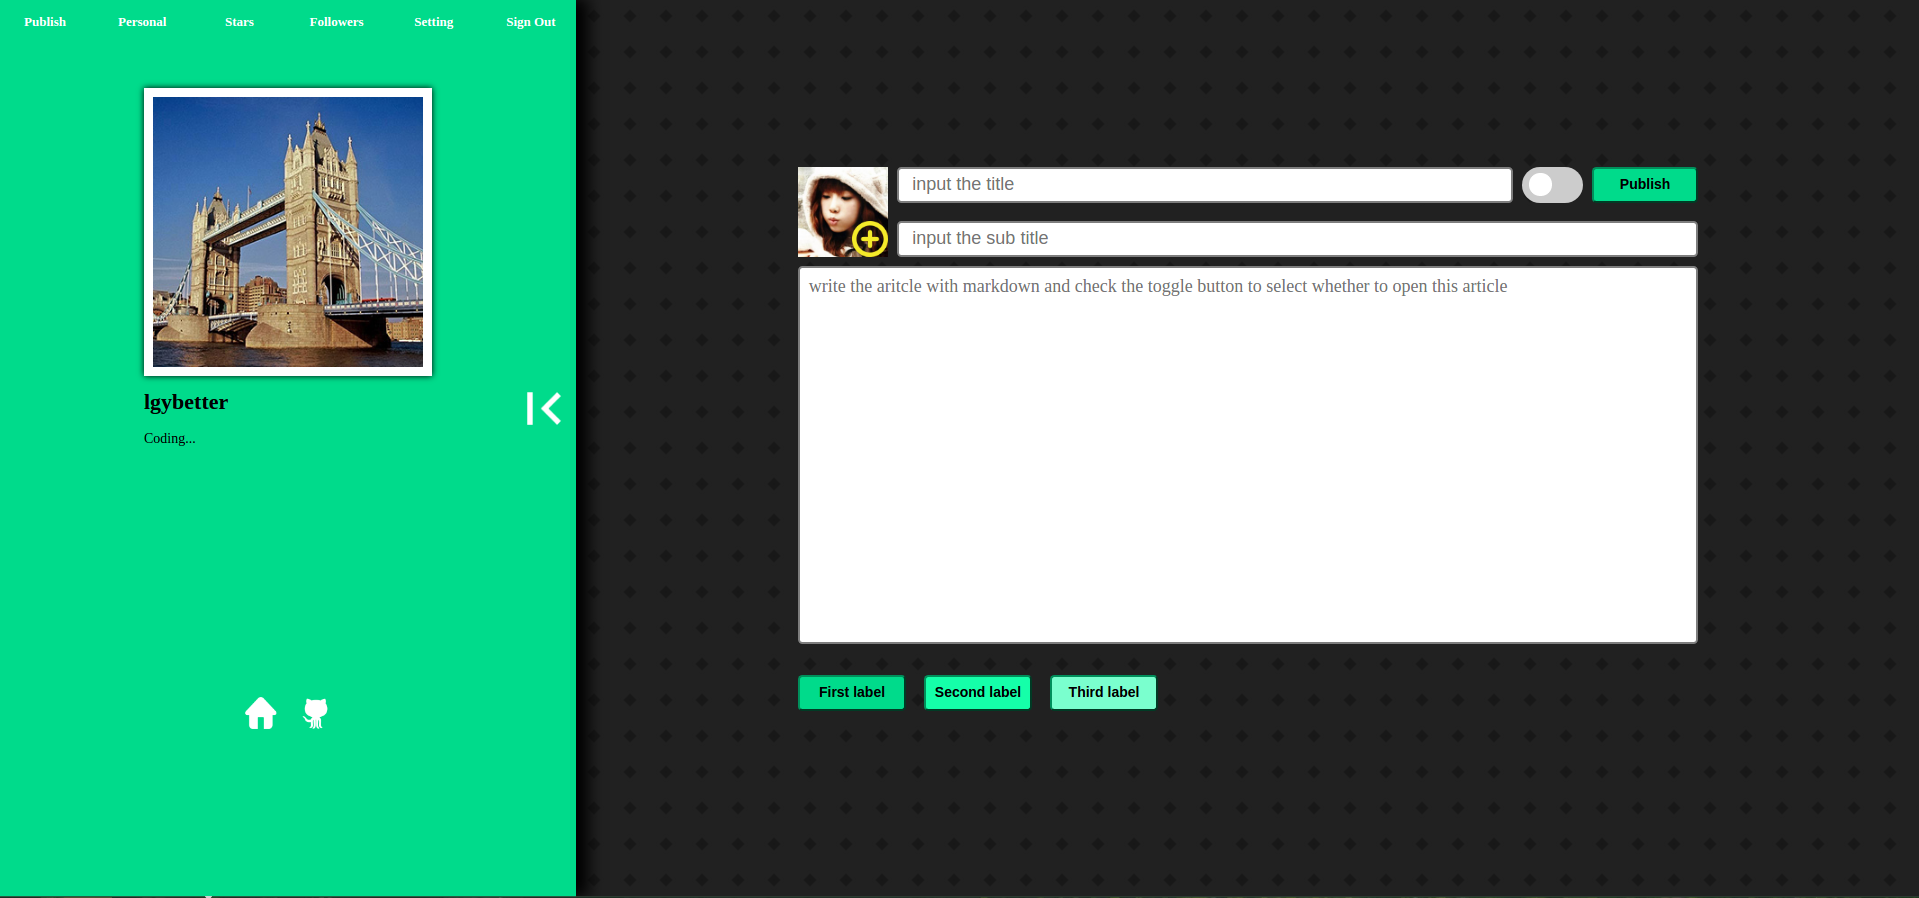 Publish Personal Stars Followers Setting Sign Out
lgybetter
Coding...
input the title
Publish
input the sub title
write the aritcle with markdown and check the toggle button to select whether to open this article
First label Second label Third label